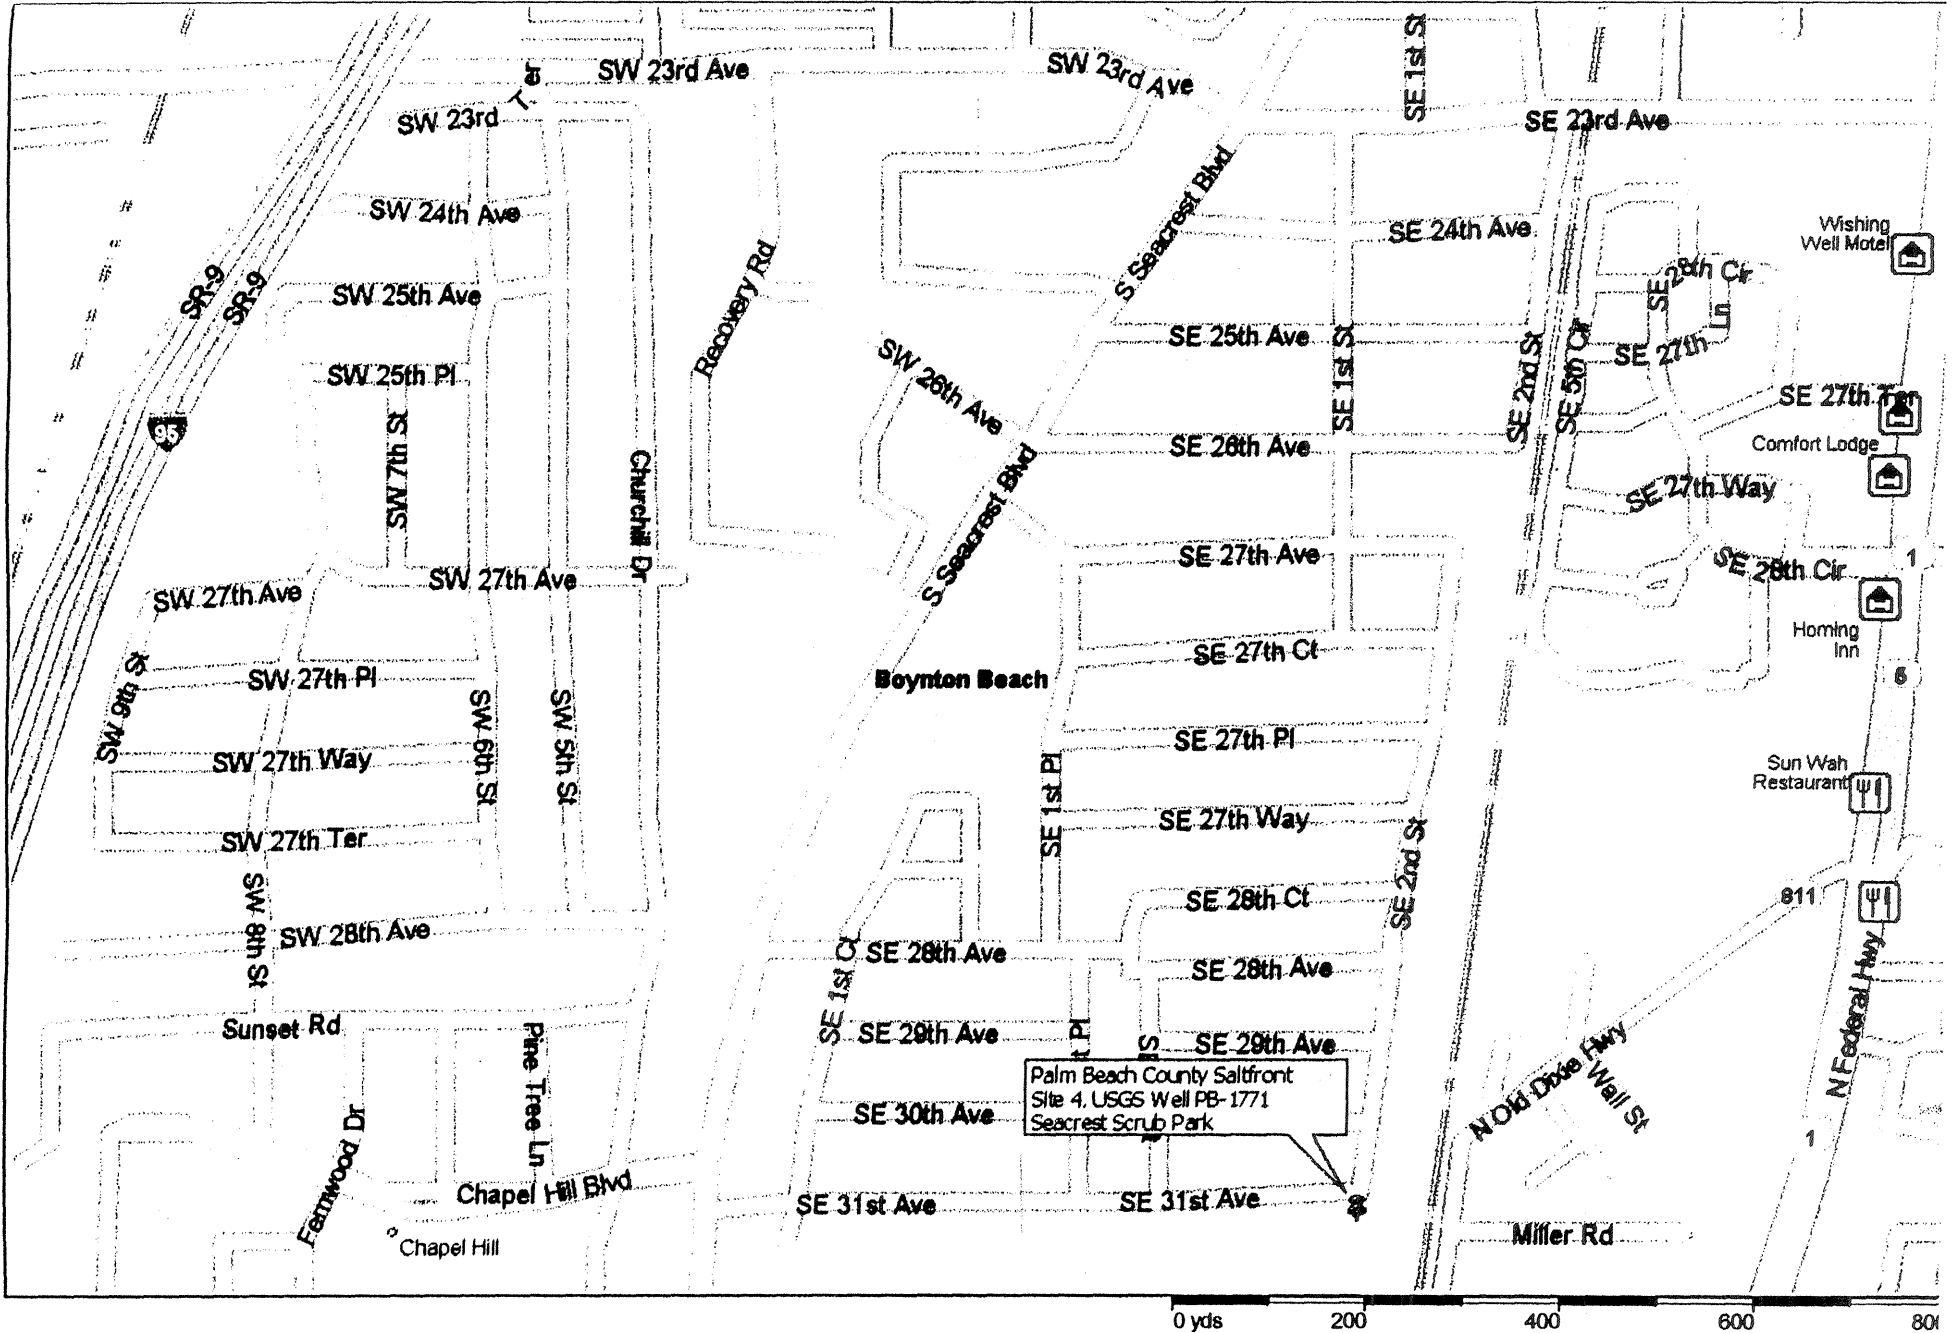 SW 23rd Ave
SW 23rd Ave
SE 1st St
SW 23rd Ter
SE 23rd Ave
SW 24th Ave
S Seacrest Blvd
SE 24th Ave
Wishing
Well Motel
SE 28th Cir
SR-9
SR-9
SW 25th Ave
Recovery Rd
SE 25th Ave
SE 1st St
SE 2nd St
SE 5th Cir
SE 27th Ln
SW 25th Pl
SW 26th Ave
SE 27th Ter
95
SW 7th St
Churchill Dr
SE 26th Ave
Comfort Lodge
SE 27th Way
S Seacrest Blvd
SE 27th Ave
SE 28th Cir
1
SW 27th Ave
SW 27th Ave
Homing
Inn
SE 27th Ct
SW 9th St
SW 27th Pl
Boynton Beach
5
SW 6th St
SW 5th St
SE 27th Pl
SW 27th Way
SE 1st Pl
Sun Wah
Restaurant
SE 27th Way
SE 2nd St
SW 27th Ter
SW 8th St
SE 28th Ct
811
SW 28th Ave
SE 1st Ct
SE 28th Ave
SE 28th Ave
N Federal Hwy
Sunset Rd
Pine Tree Ln
SE 29th Ave
t Pl
SE 29th Ave
N Old Dixie Hwy
Wall St
Palm Beach County Saltfront
Site 4, USGS Well PB-1771
Seacrest Scrub Park
SE 30th Ave
Fernwood Dr
1
Chapel Hill Blvd
SE 31st Ave
SE 31st Ave
Miller Rd
Chapel Hill
0 yds 200 400 600 800